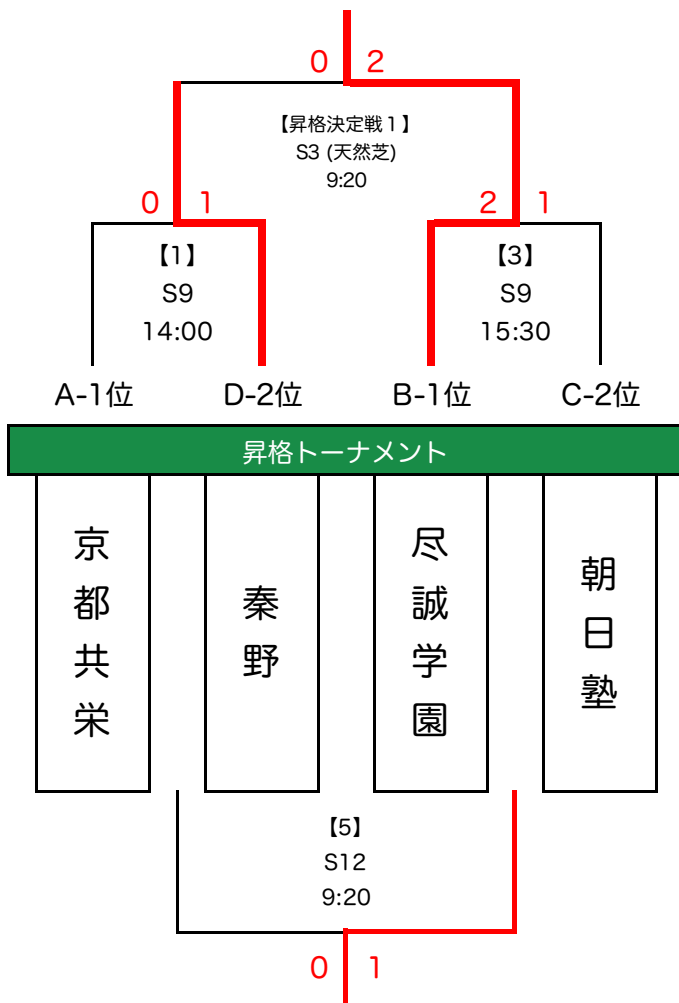 0 2
【昇格決定戦１】
S3 (天然芝)
9:20
0 1
2 1
【1】
S9
14:00
【3】
S9
15:30
A-1位
D-2位
B-1位
C-2位
昇格トーナメント
京都共栄
秦野
尽誠学園
朝日塾
【5】
S12
9:20
0 1